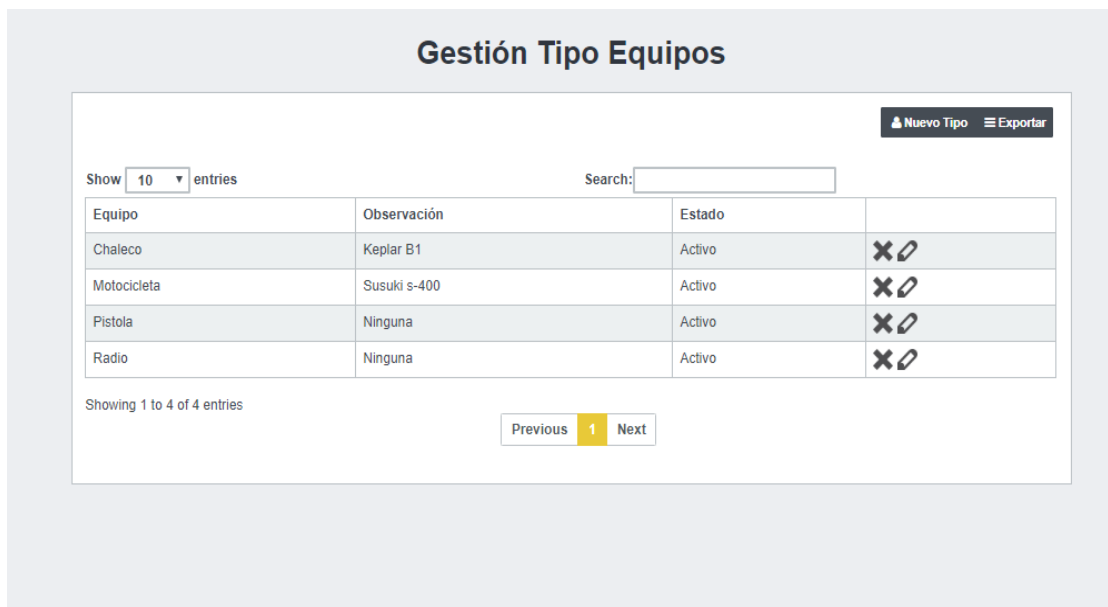 Gestión Tipo Equipos
Nuevo Tipo Exportar
Show 10 entries Search:
Equipo Observación Estado
Chaleco Keplar B1 Activo
Motocicleta Susuki s-400 Activo
Pistola Ninguna Activo
Radio Ninguna Activo
Showing 1 to 4 of 4 entries
Previous 1 Next